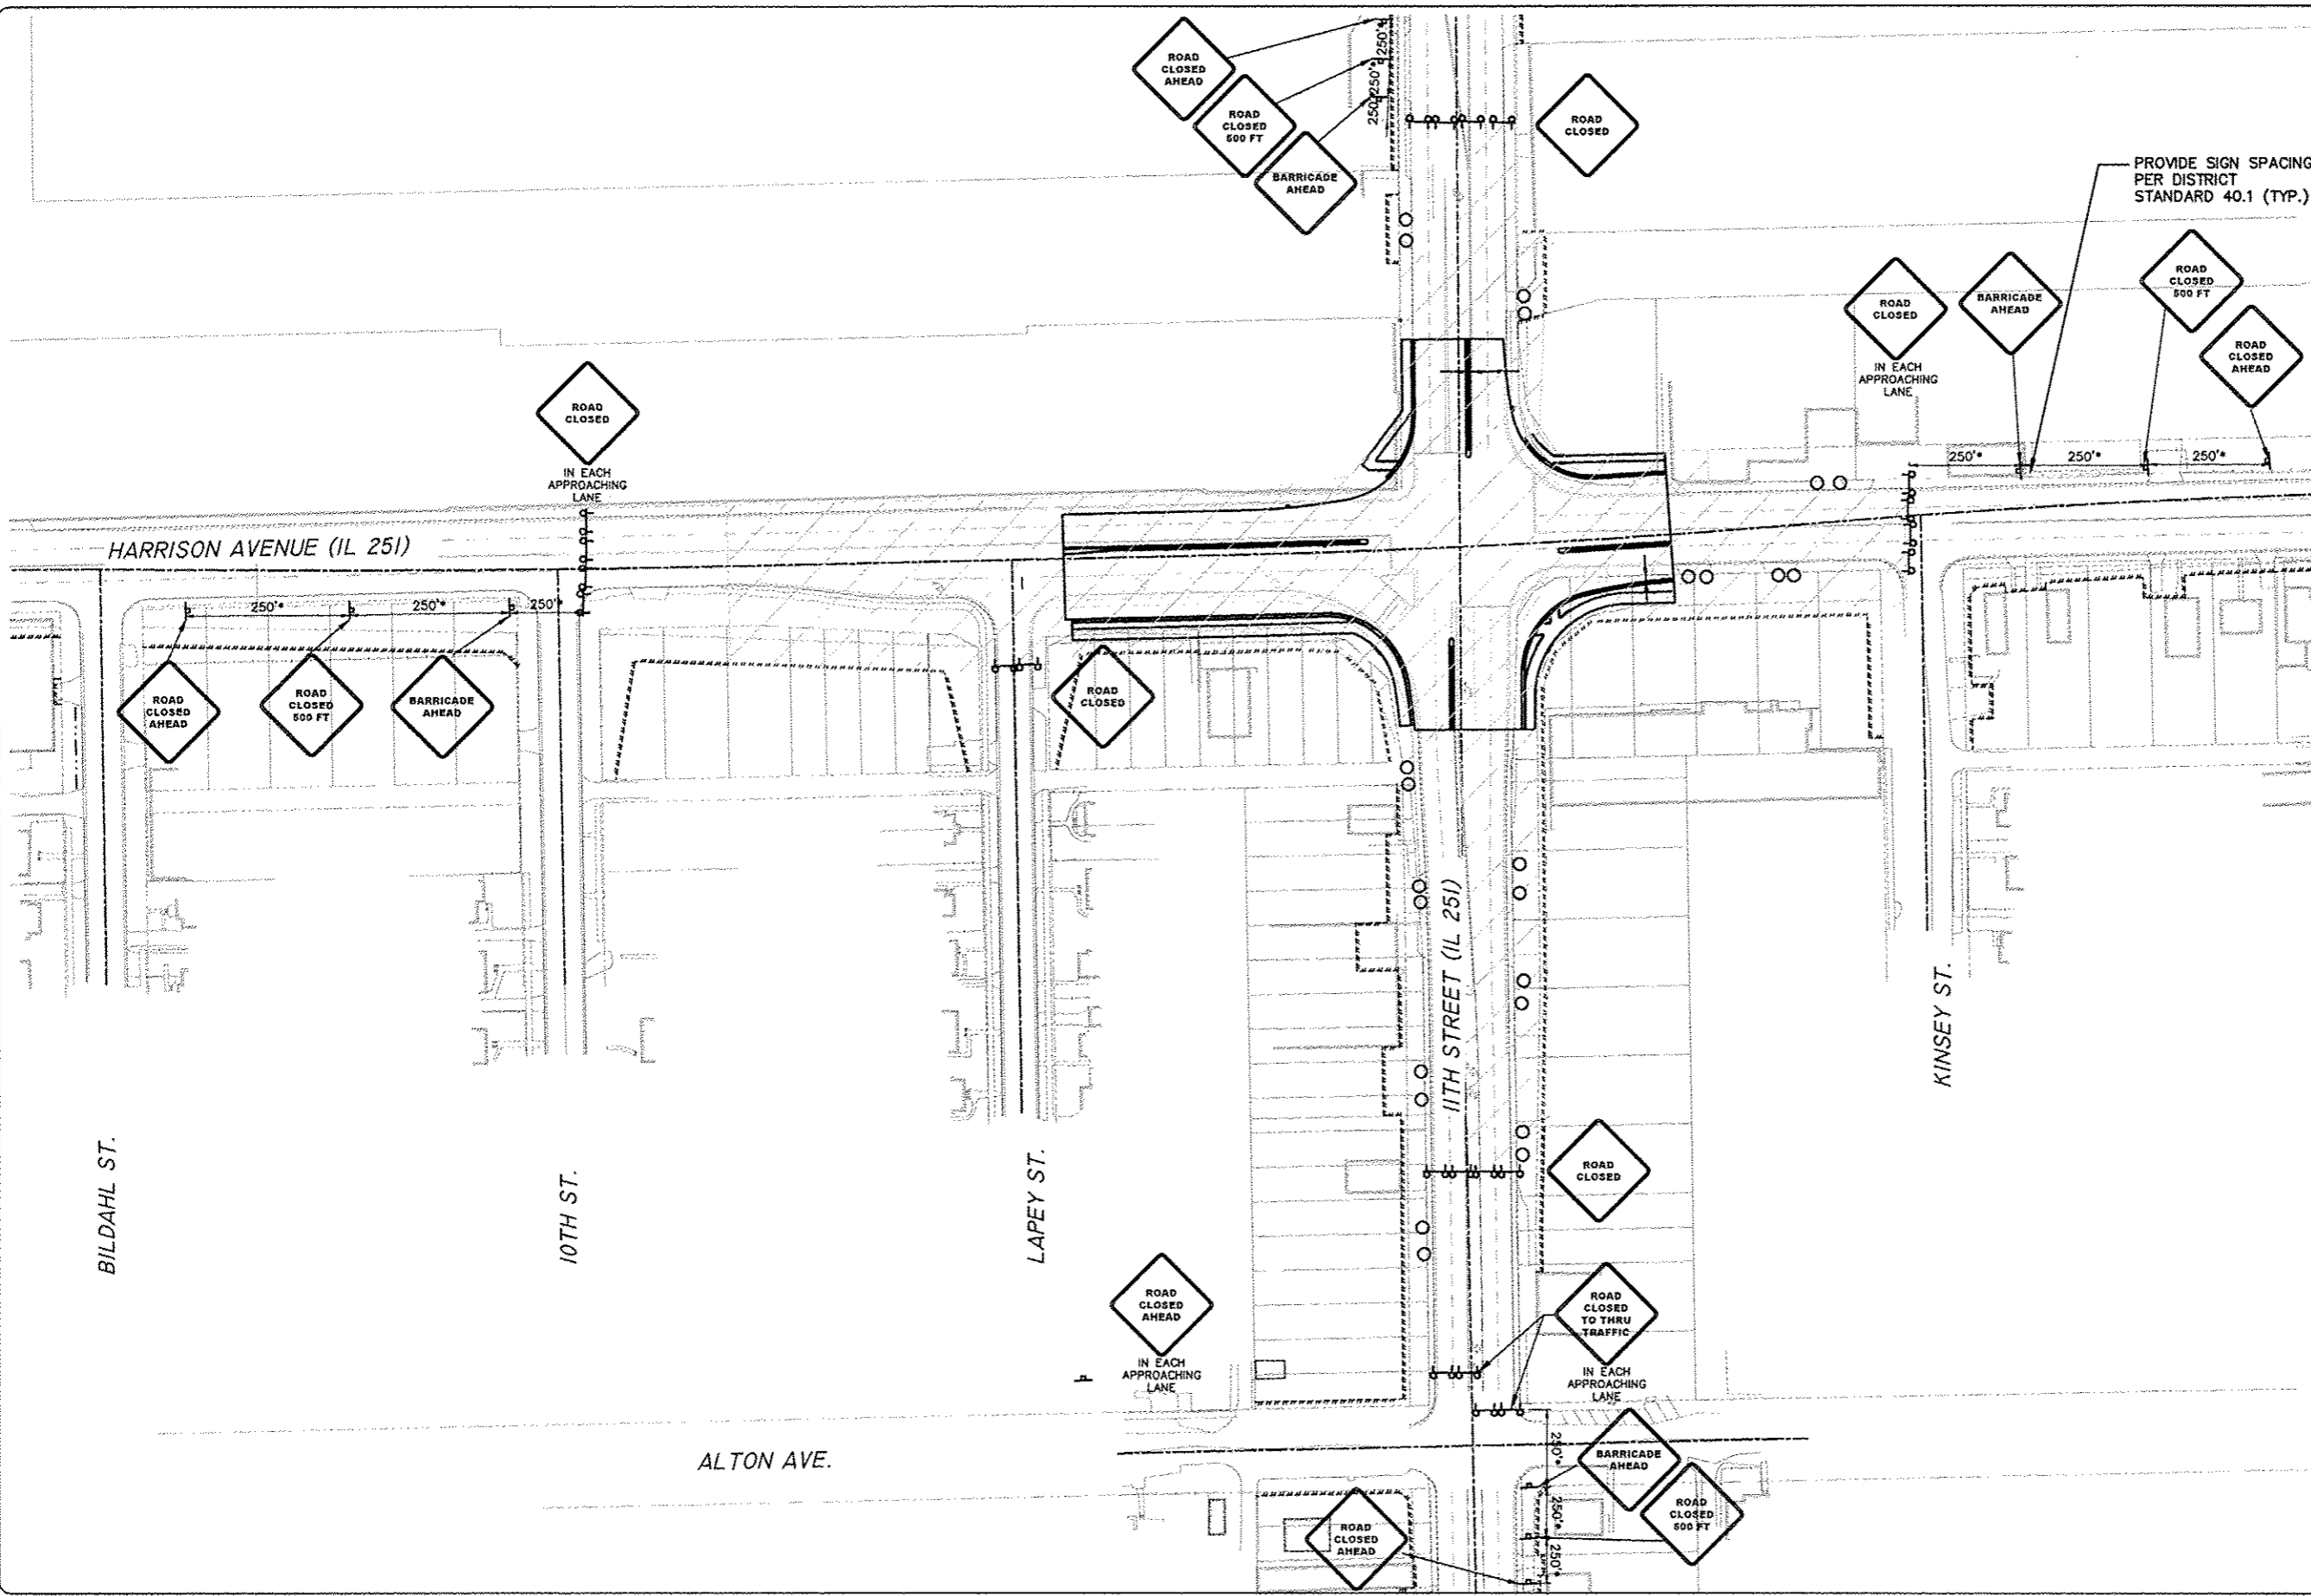 ROAD
CLOSED
AHEAD
ROAD
CLOSED
500 FT
BARRICADE
AHEAD
250'*
250'*
250'*
ROAD
CLOSED
PROVIDE SIGN SPACING
PER DISTRICT
STANDARD 40.1 (TYP.)
ROAD
CLOSED
IN EACH
APPROACHING
LANE
BARRICADE
AHEAD
ROAD
CLOSED
500 FT
ROAD
CLOSED
AHEAD
250'*
250'*
250'*
ROAD
CLOSED
IN EACH
APPROACHING
LANE
HARRISON AVENUE (IL 251)
250'*
250'*
250'*
ROAD
CLOSED
AHEAD
ROAD
CLOSED
500 FT
BARRICADE
AHEAD
ROAD
CLOSED
11TH STREET (IL 251)
KINSEY ST.
BILDAHL ST.
10TH ST.
LAPEY ST.
ROAD
CLOSED
ROAD
CLOSED
AHEAD
IN EACH
APPROACHING
LANE
ROAD
CLOSED
TO THRU
TRAFFIC
IN EACH
APPROACHING
LANE
ALTON AVE.
250'*
BARRICADE
AHEAD
250'*
ROAD
CLOSED
500 FT
ROAD
CLOSED
AHEAD
250'*